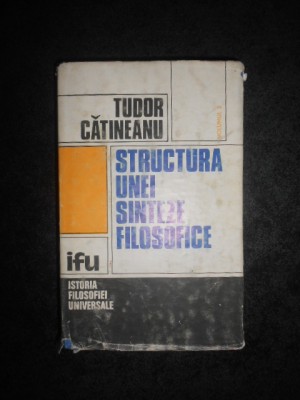 TUDOR
CĂTINEANU
STRUCTURA
UNEI
SINTEZE
FILOSOFICE
ifu
ISTORIA
FILOSOFIEI
UNIVERSALE